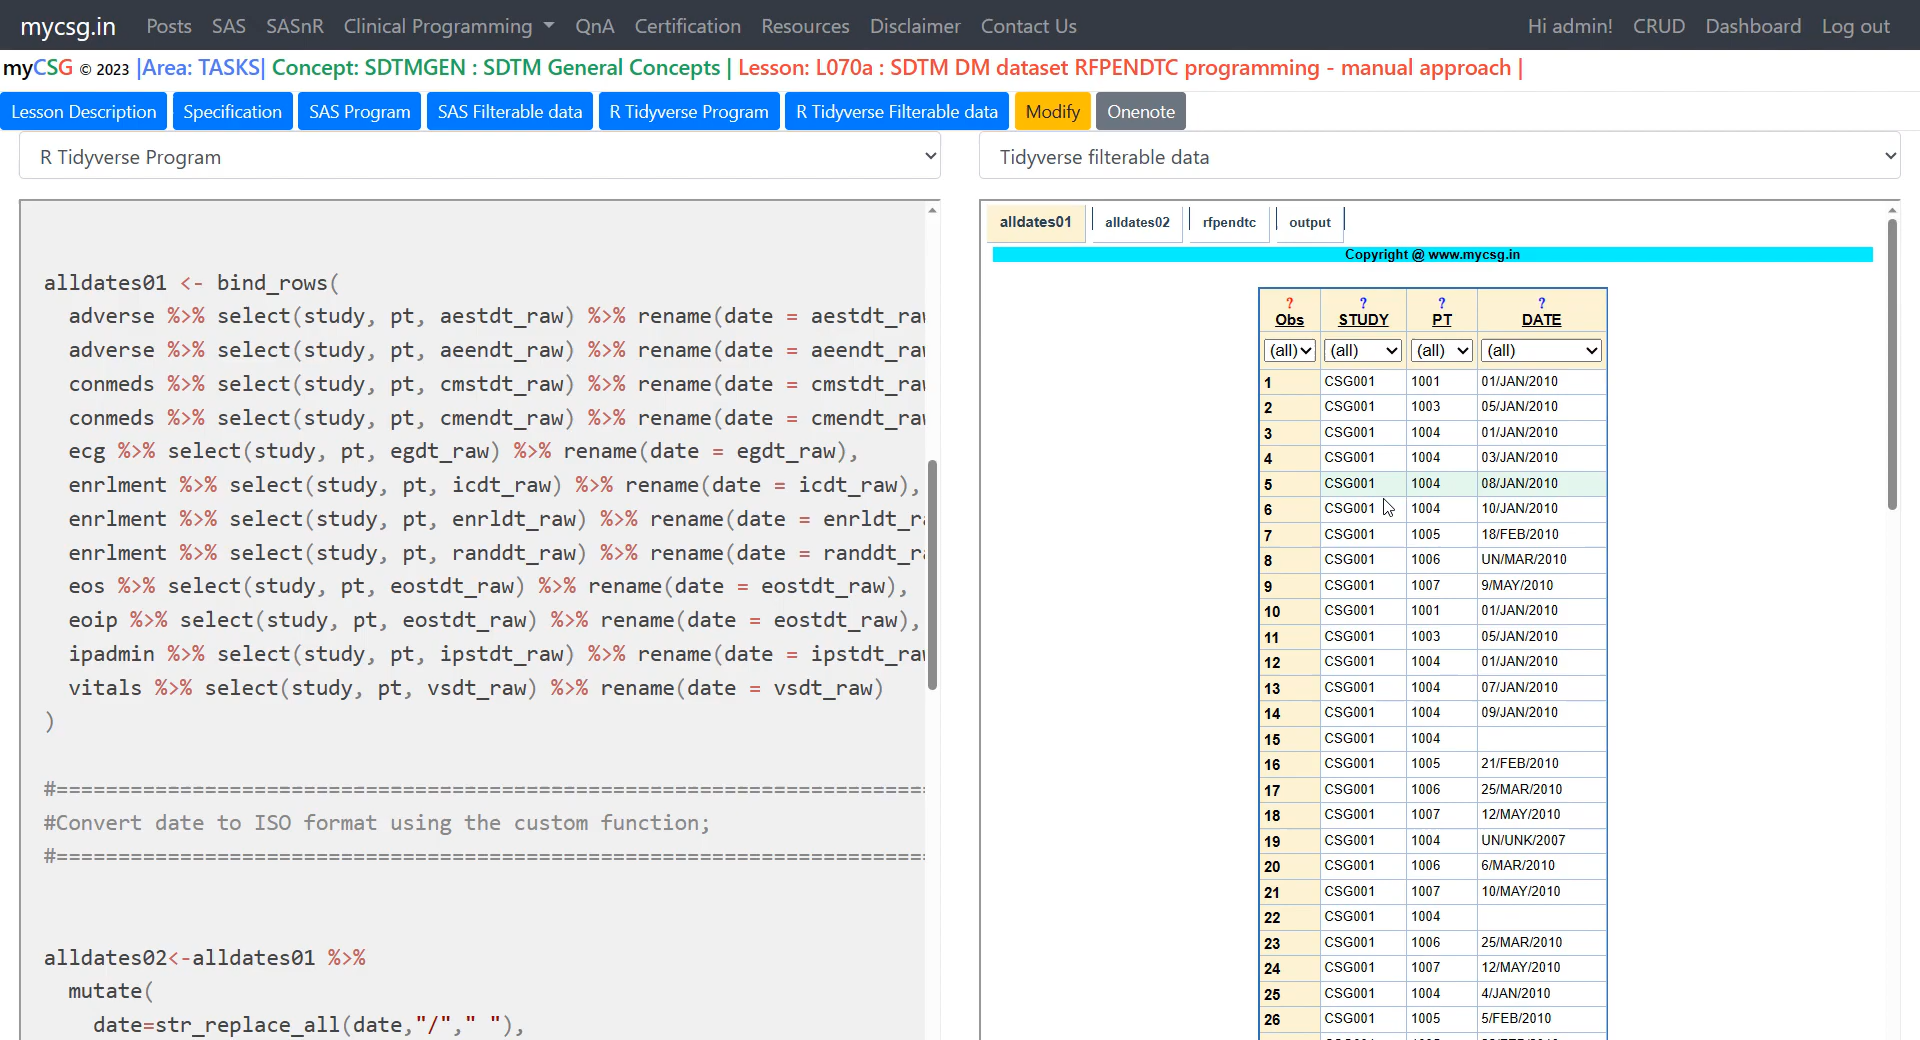 mycsg.in Posts SAS SASnR Clinical Programming QnA Certification Resources Disclaimer Contact Us Hi admin! CRUD Dashboard Log out
myCSG © 2023 |Area: TASKS| Concept: SDTMGEN : SDTM General Concepts | Lesson: L070a : SDTM DM dataset RFPENDTC programming - manual approach |
Lesson Description Specification SAS Program SAS Filterable data R Tidyverse Program R Tidyverse Filterable data Modify Onenote
R Tidyverse Program
alldates01 <- bind_rows(
adverse %>% select(study, pt, aestdt_raw) %>% rename(date = aestdt_ra
adverse %>% select(study, pt, aeendt_raw) %>% rename(date = aeendt_ra
conmeds %>% select(study, pt, cmstdt_raw) %>% rename(date = cmstdt_ra
conmeds %>% select(study, pt, cmendt_raw) %>% rename(date = cmendt_ra
ecg %>% select(study, pt, egdt_raw) %>% rename(date = egdt_raw),
enrlment %>% select(study, pt, icdt_raw) %>% rename(date = icdt_raw),
enrlment %>% select(study, pt, enrldt_raw) %>% rename(date = enrldt_r
enrlment %>% select(study, pt, randdt_raw) %>% rename(date = randdt_r
eos %>% select(study, pt, eostdt_raw) %>% rename(date = eostdt_raw),
eoip %>% select(study, pt, eostdt_raw) %>% rename(date = eostdt_raw),
ipadmin %>% select(study, pt, ipstdt_raw) %>% rename(date = ipstdt_ra
vitals %>% select(study, pt, vsdt_raw) %>% rename(date = vsdt_raw)
)
#=======================================================================
#Convert date to ISO format using the custom function;
#=======================================================================
alldates02<-alldates01 %>%
mutate(
date=str_replace_all(date,"/"," "),
Tidyverse filterable data
alldates01 alldates02 rfpendtc output
Copyright @ www.mycsg.in
? ? ? ?
Obs STUDY PT DATE
(all) (all) (all) (all)
1 CSG001 1001 01/JAN/2010
2 CSG001 1003 05/JAN/2010
3 CSG001 1004 01/JAN/2010
4 CSG001 1004 03/JAN/2010
5 CSG001 1004 08/JAN/2010
6 CSG001 1004 10/JAN/2010
7 CSG001 1005 18/FEB/2010
8 CSG001 1006 UN/MAR/2010
9 CSG001 1007 9/MAY/2010
10 CSG001 1001 01/JAN/2010
11 CSG001 1003 05/JAN/2010
12 CSG001 1004 01/JAN/2010
13 CSG001 1004 07/JAN/2010
14 CSG001 1004 09/JAN/2010
15 CSG001 1004
16 CSG001 1005 21/FEB/2010
17 CSG001 1006 25/MAR/2010
18 CSG001 1007 12/MAY/2010
19 CSG001 1004 UN/UNK/2007
20 CSG001 1006 6/MAR/2010
21 CSG001 1007 10/MAY/2010
22 CSG001 1004
23 CSG001 1006 25/MAR/2010
24 CSG001 1007 12/MAY/2010
25 CSG001 1004 4/JAN/2010
26 CSG001 1005 5/FEB/2010